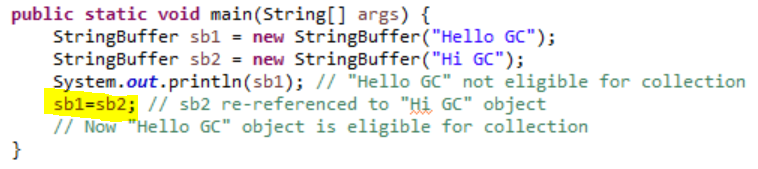 public static void main(String[] args) {
StringBuffer sb1 = new StringBuffer("Hello GC");
StringBuffer sb2 = new StringBuffer("Hi GC");
System.out.println(sb1); // "Hello GC" not eligible for collection
sb1=sb2; // sb2 re-referenced to "Hi GC" object
// Now "Hello GC" object is eligible for collection
}